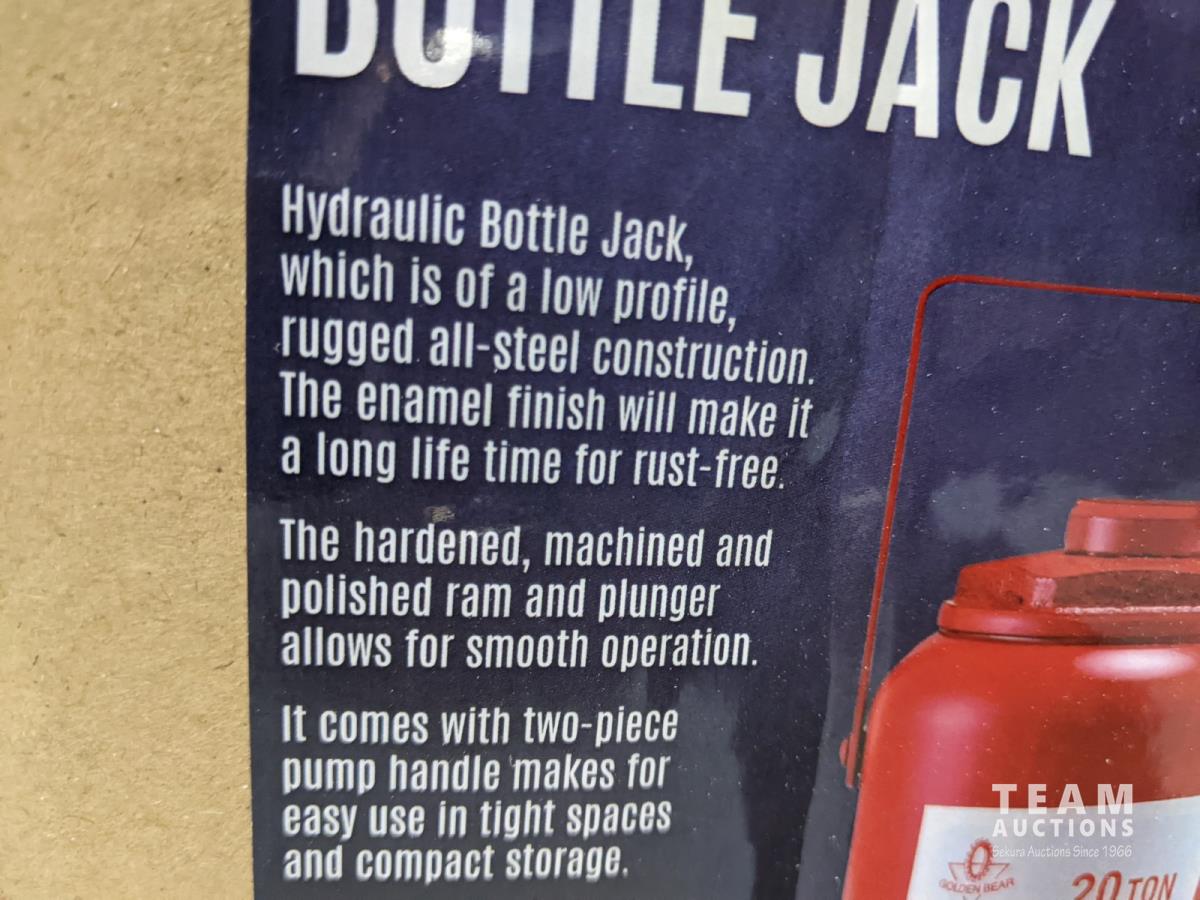 BOTTLE JACK
Hydraulic Bottle Jack,
which is of a low profile,
rugged all-steel construction.
The enamel finish will make it
a long life time for rust-free.
The hardened, machined and
polished ram and plunger
allows for smooth operation.
It comes with two-piece
pump handle makes for
easy use in tight spaces
and compact storage.
TEAM
AUCTIONS
Sekura Auctions Since 1966
GOLDEN BEAR
20 TON